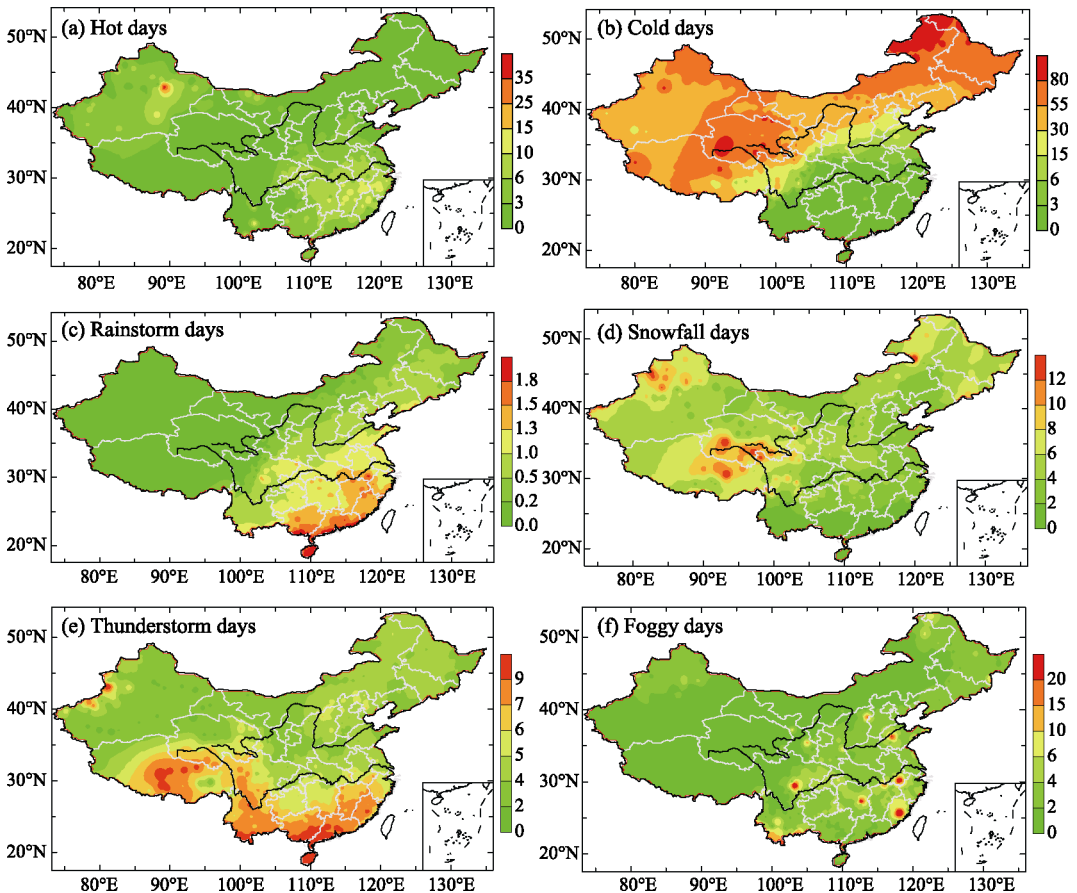 (a) Hot days
50°N
40°N
30°N
20°N
80°E 90°E 100°E 110°E 120°E 130°E
35
25
15
10
6
3
0
(b) Cold days
50°N
40°N
30°N
20°N
80°E 90°E 100°E 110°E 120°E 130°E
80
55
30
15
6
3
0
(c) Rainstorm days
50°N
40°N
30°N
20°N
80°E 90°E 100°E 110°E 120°E 130°E
1.8
1.5
1.3
1.0
0.5
0.2
0.0
(d) Snowfall days
50°N
40°N
30°N
20°N
80°E 90°E 100°E 110°E 120°E 130°E
12
10
8
6
4
2
0
(e) Thunderstorm days
50°N
40°N
30°N
20°N
80°E 90°E 100°E 110°E 120°E 130°E
9
7
6
5
4
2
0
(f) Foggy days
50°N
40°N
30°N
20°N
80°E 90°E 100°E 110°E 120°E 130°E
20
15
10
6
4
2
0